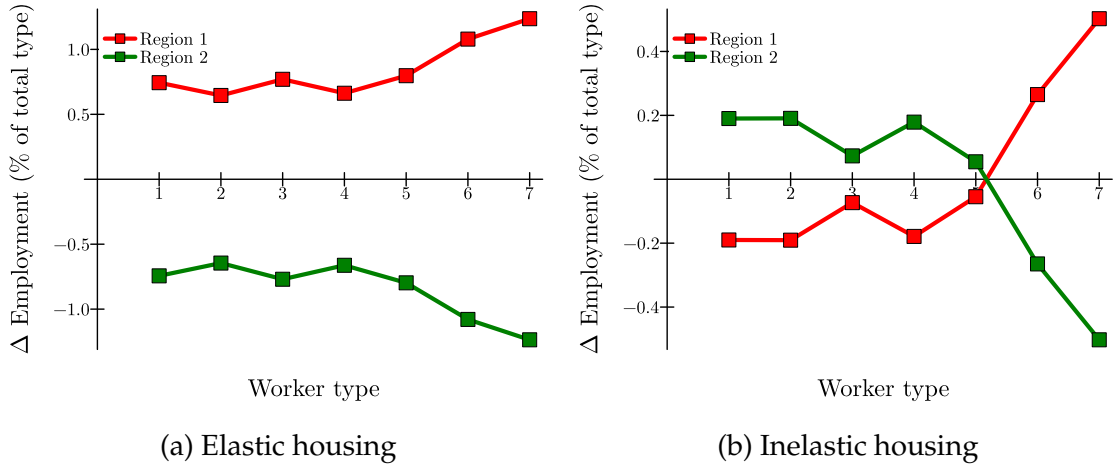 Δ Employment (% of total type)
1.0
0.5
−0.5
−1.0
Region 1
Region 2
1 2 3 4 5 6 7
Worker type
(a) Elastic housing
Δ Employment (% of total type)
0.4
0.2
−0.2
−0.4
Region 1
Region 2
1 2 3 4 5 6 7
Worker type
(b) Inelastic housing